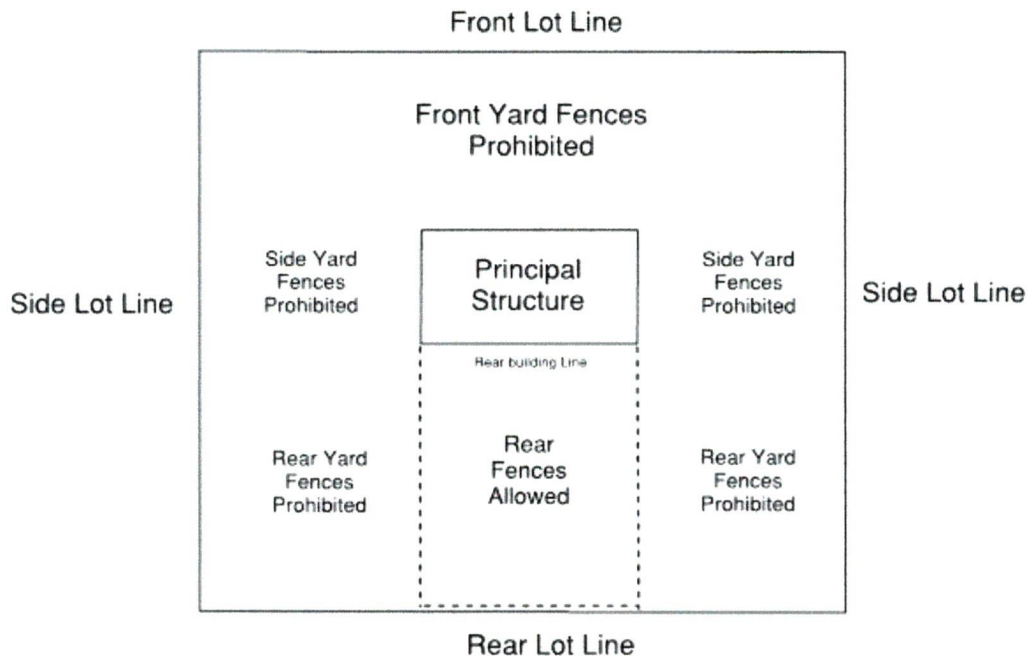 Front Lot Line
Front Yard Fences
Prohibited
Side Yard
Fences
Prohibited
Principal
Structure
Side Yard
Fences
Prohibited
Side Lot Line
Side Lot Line
Rear building Line
Rear Yard
Fences
Prohibited
Rear
Fences
Allowed
Rear Yard
Fences
Prohibited
Rear Lot Line